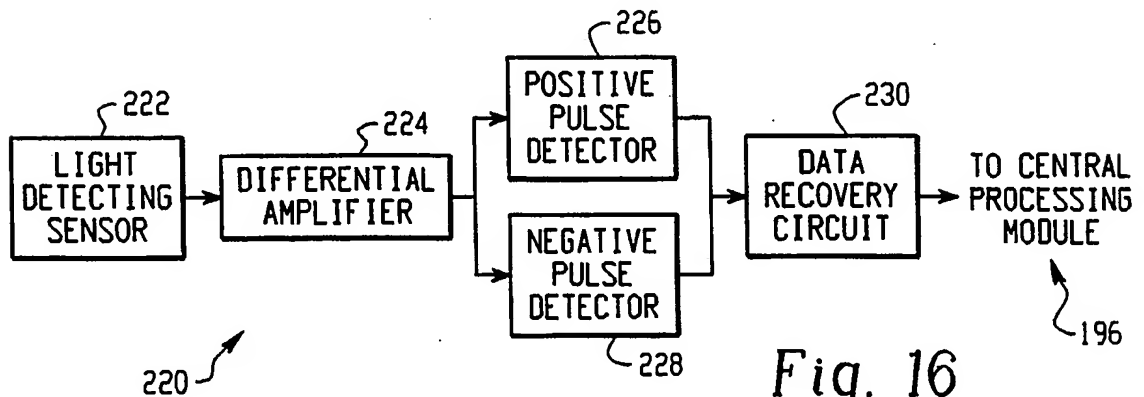 222
LIGHT
DETECTING
SENSOR
224
DIFFERENTIAL
AMPLIFIER
226
POSITIVE
PULSE
DETECTOR
NEGATIVE
PULSE
DETECTOR
228
230
DATA
RECOVERY
CIRCUIT
TO CENTRAL
PROCESSING
MODULE
196
220
Fig. 16